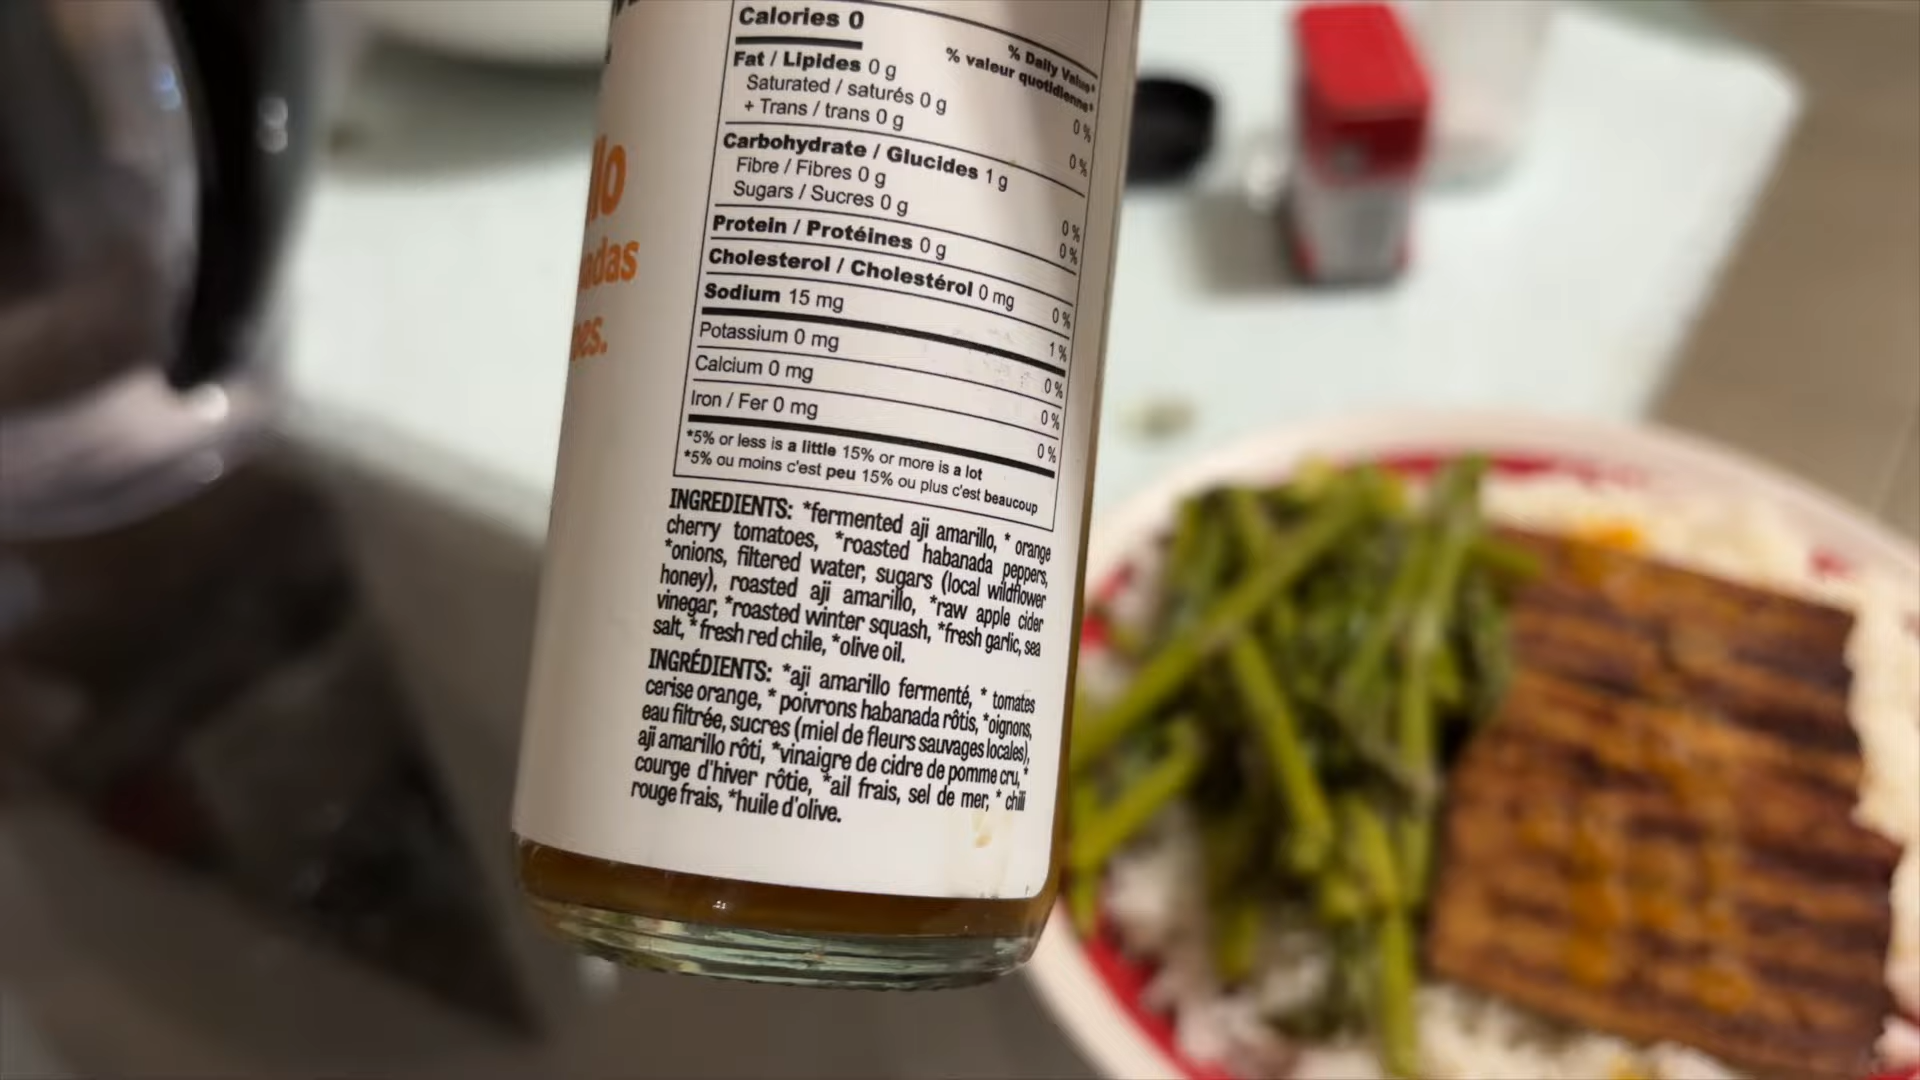 Calories 0
% Daily Value*
% valeur quotidienne*
Fat / Lipides 0 g 0 %
Saturated / saturés 0 g
+ Trans / trans 0 g 0 %
Carbohydrate / Glucides 1 g
Fibre / Fibres 0 g 0 %
Sugars / Sucres 0 g 0 %
Protein / Protéines 0 g
Cholesterol / Cholestérol 0 mg 0 %
Sodium 15 mg 1 %
Potassium 0 mg 0 %
Calcium 0 mg 0 %
Iron / Fer 0 mg 0 %
*5% or less is a little 15% or more is a lot
*5% ou moins c'est peu 15% ou plus c'est beaucoup
INGREDIENTS: *fermented aji amarillo, * orange
cherry tomatoes, *roasted habanada peppers,
*onions, filtered water, sugars (local wildflower
honey), roasted aji amarillo, *raw apple cider
vinegar, *roasted winter squash, *fresh garlic, sea
salt, *fresh red chile, *olive oil.
INGRÉDIENTS: *aji amarillo fermenté, * tomates
cerise orange, * poivrons habanada rôtis, *oignons,
eau filtrée, sucres (miel de fleurs sauvages locales),
aji amarillo rôti, *vinaigre de cidre de pomme cru, *
courge d'hiver rôtie, *ail frais, sel de mer, * chili
rouge frais, *huile d'olive.